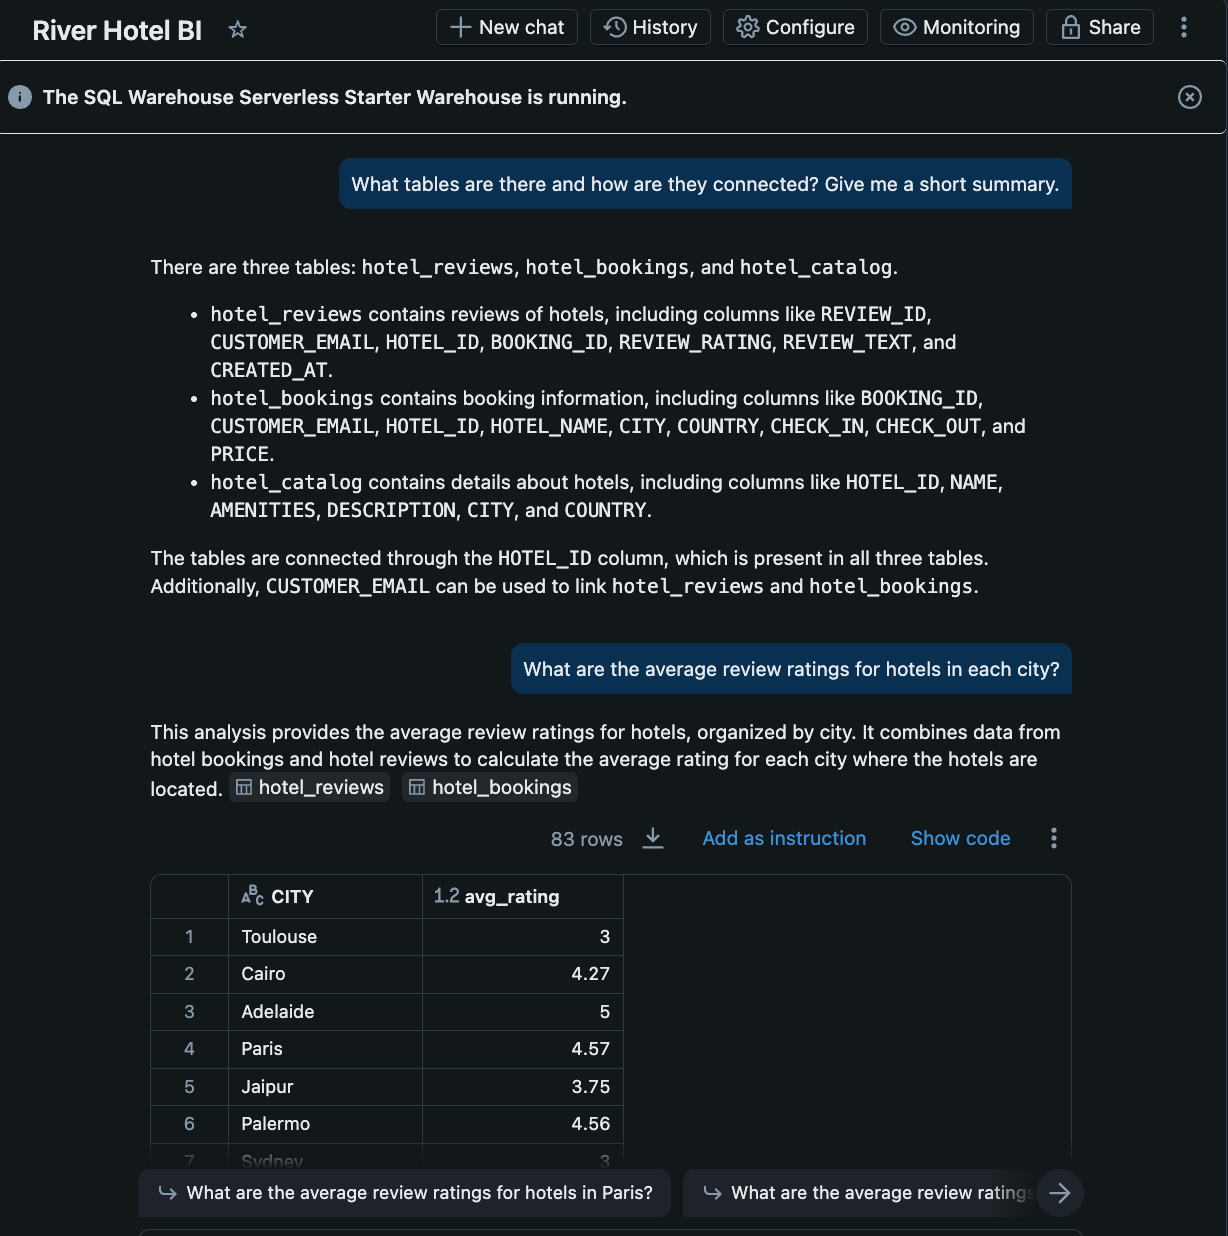 River Hotel BI
New chat
History
Configure
Monitoring
Share
The SQL Warehouse Serverless Starter Warehouse is running.
What tables are there and how are they connected? Give me a short summary.
There are three tables: hotel_reviews, hotel_bookings, and hotel_catalog.
• hotel_reviews contains reviews of hotels, including columns like REVIEW_ID,
CUSTOMER_EMAIL, HOTEL_ID, BOOKING_ID, REVIEW_RATING, REVIEW_TEXT, and
CREATED_AT.
• hotel_bookings contains booking information, including columns like BOOKING_ID,
CUSTOMER_EMAIL, HOTEL_ID, HOTEL_NAME, CITY, COUNTRY, CHECK_IN, CHECK_OUT, and
PRICE.
• hotel_catalog contains details about hotels, including columns like HOTEL_ID, NAME,
AMENITIES, DESCRIPTION, CITY, and COUNTRY.
The tables are connected through the HOTEL_ID column, which is present in all three tables.
Additionally, CUSTOMER_EMAIL can be used to link hotel_reviews and hotel_bookings.
What are the average review ratings for hotels in each city?
This analysis provides the average review ratings for hotels, organized by city. It combines data from
hotel bookings and hotel reviews to calculate the average rating for each city where the hotels are
located. hotel_reviews hotel_bookings
83 rows Add as instruction Show code
ABC CITY 1.2 avg_rating
1 Toulouse 3
2 Cairo 4.27
3 Adelaide 5
4 Paris 4.57
5 Jaipur 3.75
6 Palermo 4.56
7 Sydney 3
What are the average review ratings for hotels in Paris?
What are the average review ratings